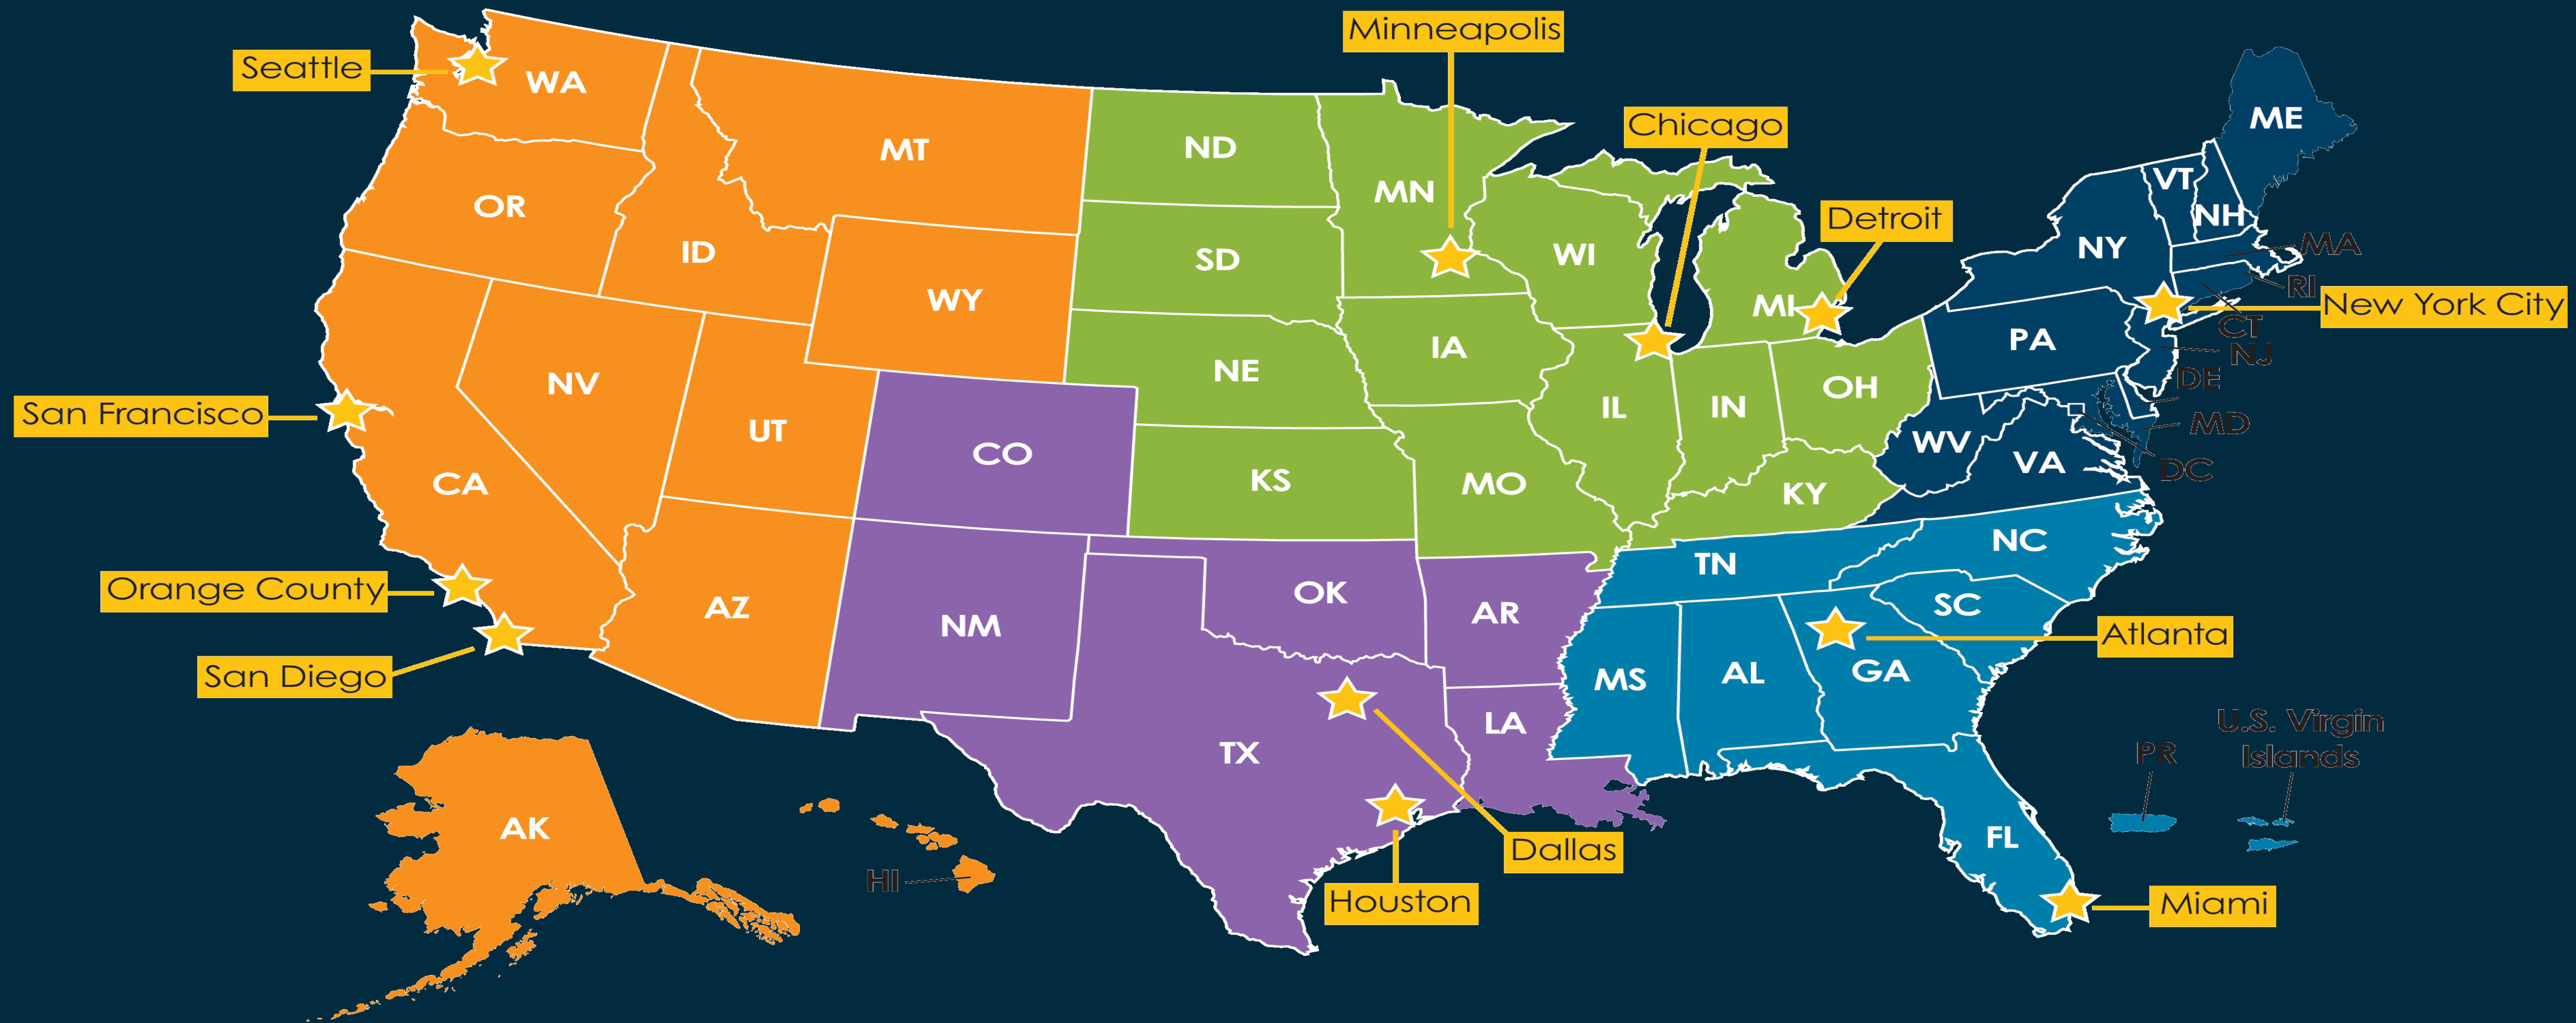 Minneapolis
Seattle
WA
Chicago
ME
MT
ND
MN
VT
OR
Detroit
NH
ID
SD
WI
NY
MA
RI
WY
MI
New York City
CT
PA
NJ
IA
NE
NV
DE
OH
San Francisco
IL
IN
MD
UT
WV
CO
VA
DC
KS
CA
MO
KY
NC
TN
Orange County
OK
AZ
AR
SC
NM
Atlanta
San Diego
MS
AL
GA
LA
U.S. Virgin
Islands
TX
PR
AK
FL
Dallas
HI
Houston
Miami